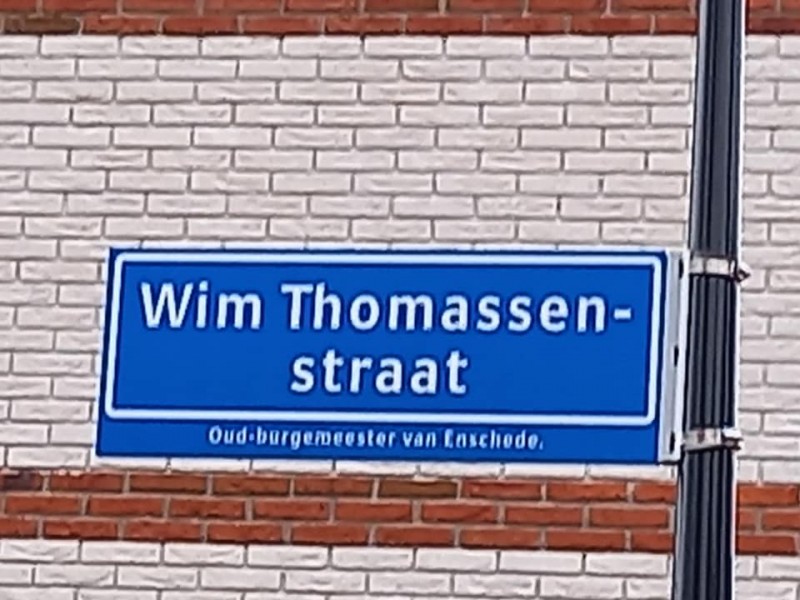 Wim Thomassen-
straat
Oud-burgemeester van Enschede.